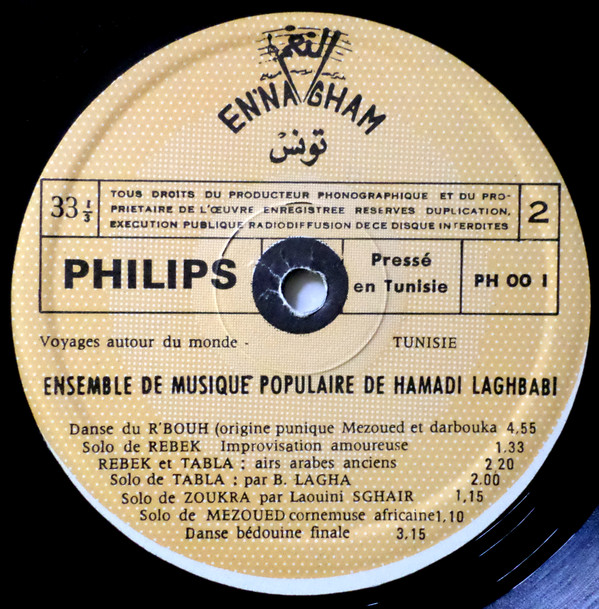 النغم
EN'NAGHAM
تونس
33 1/3
TOUS DROITS DU PRODUCTEUR PHONOGRAPHIQUE ET DU PRO-
PRIETAIRE DE L'ŒUVRE ENREGISTREE RESERVES DUPLICATION,
EXECUTION PUBLIQUE RADIODIFFUSION DE CE DISQUE INTERDITES
2
PHILIPS
Pressé
en Tunisie
PH 00 1
Voyages autour du monde - TUNISIE
ENSEMBLE DE MUSIQUE POPULAIRE DE HAMADI LAGHBABI
Danse du R'BOUH (origine punique Mezoued et darbouka 4,55
Solo de REBEK Improvisation amoureuse 1.33
REBEK et TABLA : airs arabes anciens 2,20
Solo de TABLA : par B. LAGHA 2.00
Solo de ZOUKRA par Laouini SGHAIR 1,15
Solo de MEZOUED cornemuse africaine 1,10
Danse bédouine finale 3,15